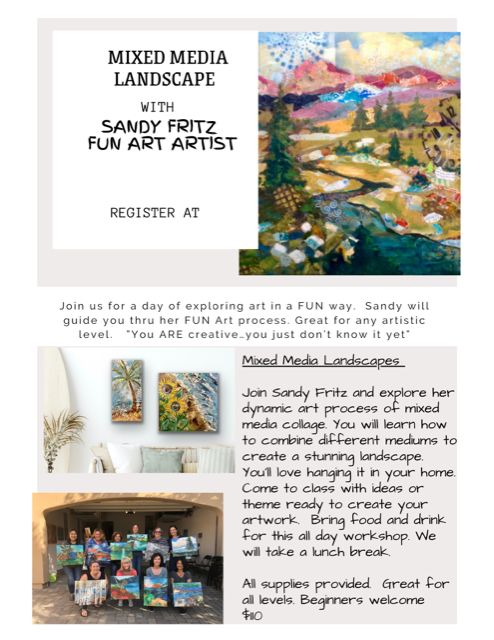 MIXED MEDIA
LANDSCAPE
WITH
SANDY FRITZ
FUN ART ARTIST
REGISTER AT
Join us for a day of exploring art in a FUN way. Sandy will
guide you thru her FUN Art process. Great for any artistic
level. "You ARE creative…you just don't know it yet"
Mixed Media Landscapes
Join Sandy Fritz and explore her
dynamic art process of mixed
media collage. You will learn how
to combine different mediums to
create a stunning landscape.
You'll love hanging it in your home.
Come to class with ideas or
theme ready to create your
artwork. Bring food and drink
for this all day workshop. We
will take a lunch break.
All supplies provided. Great for
all levels. Beginners welcome
$110